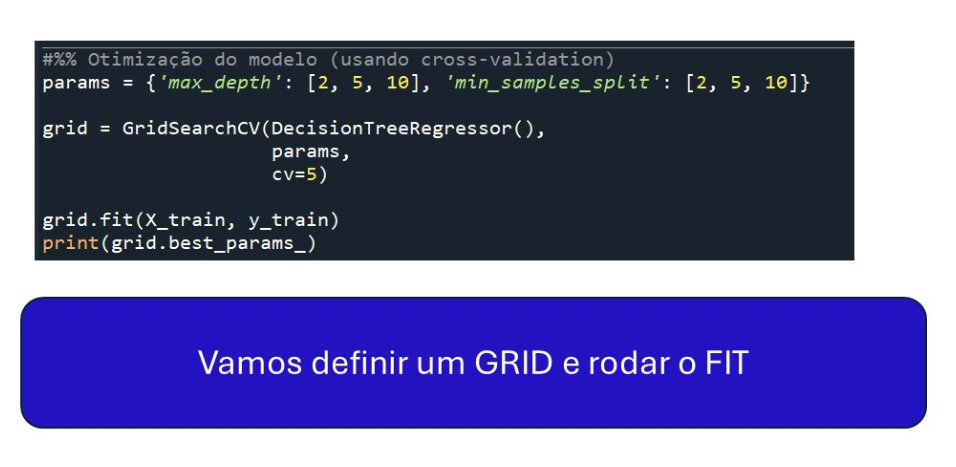 #%% Otimização do modelo (usando cross-validation)
params = {'max_depth': [2, 5, 10], 'min_samples_split': [2, 5, 10]}
grid = GridSearchCV(DecisionTreeRegressor(),
params,
cv=5)
grid.fit(X_train, y_train)
print(grid.best_params_)
Vamos definir um GRID e rodar o FIT